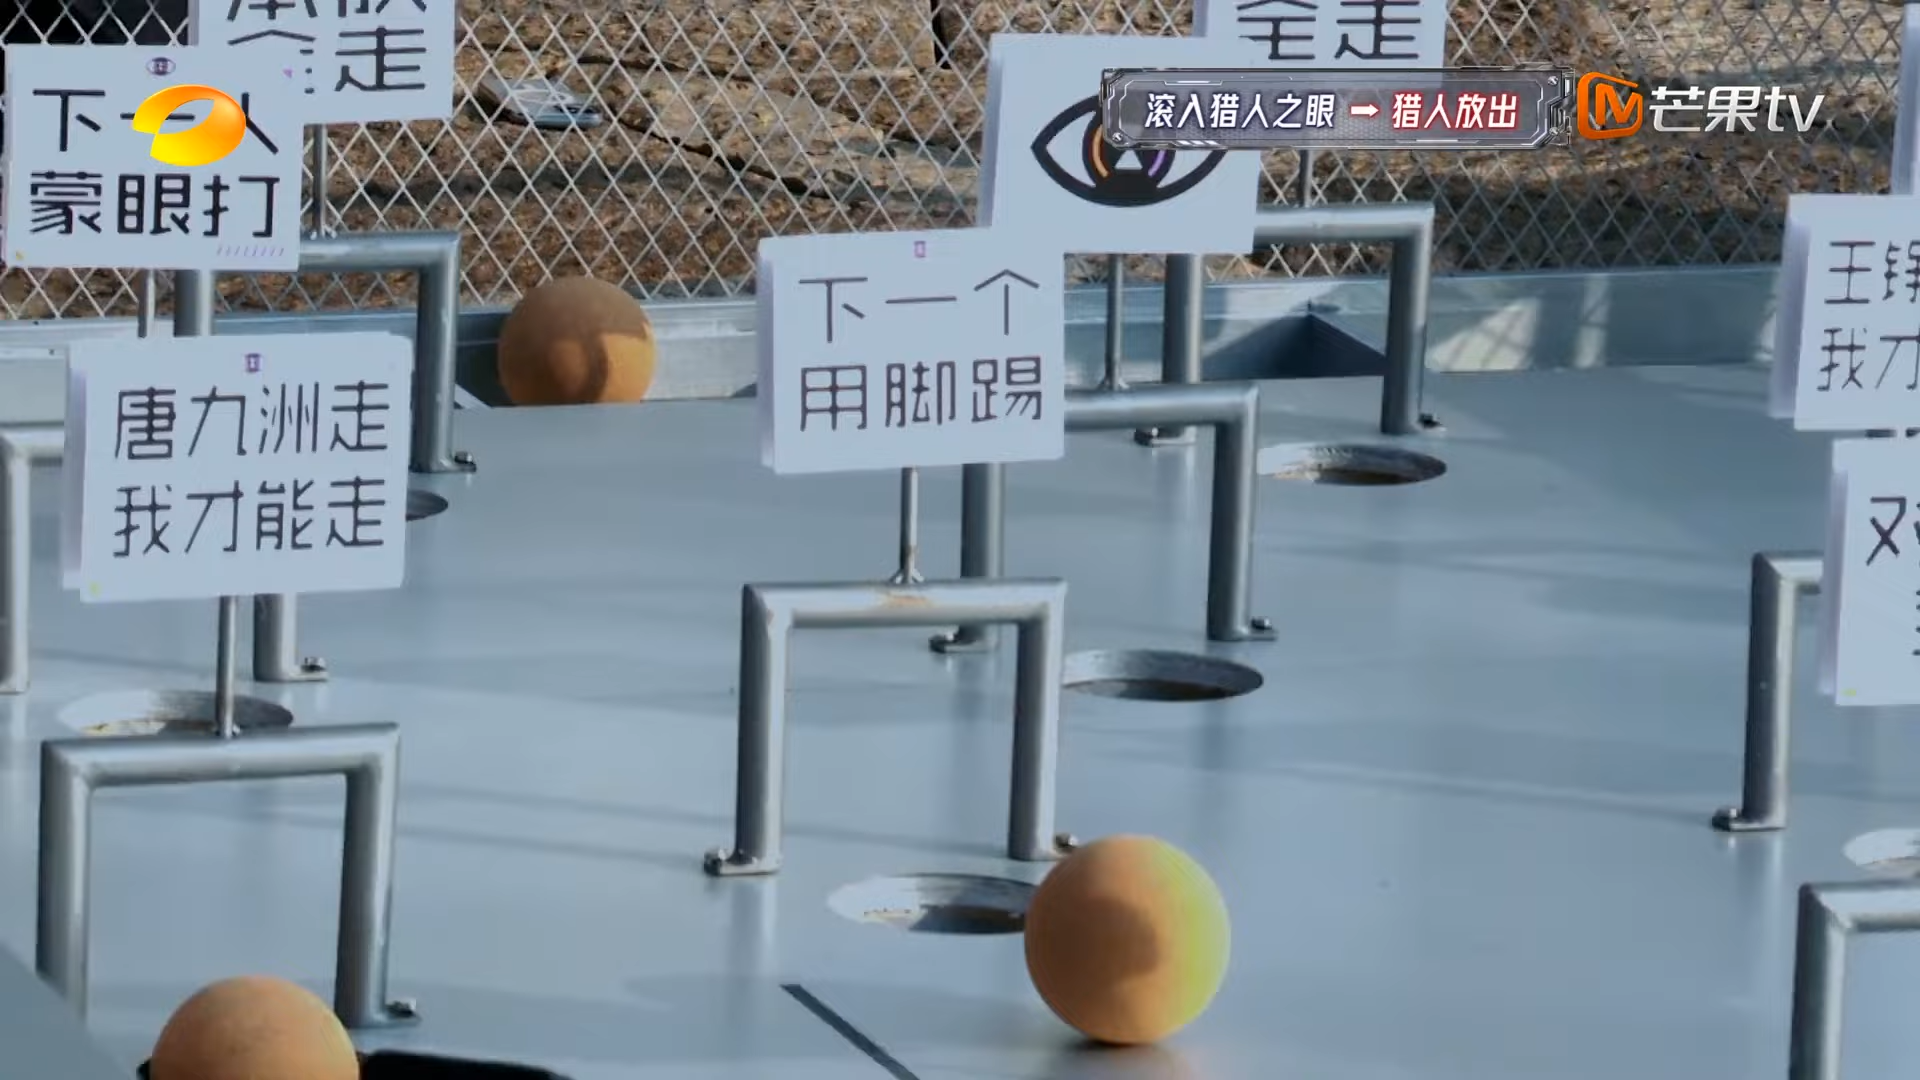 全走
走
滚入猎人之眼➡猎人放出
芒果tv
下一人
蒙眼打
下一个
用脚踢
唐九洲走
我才能走
王铮
我才
双